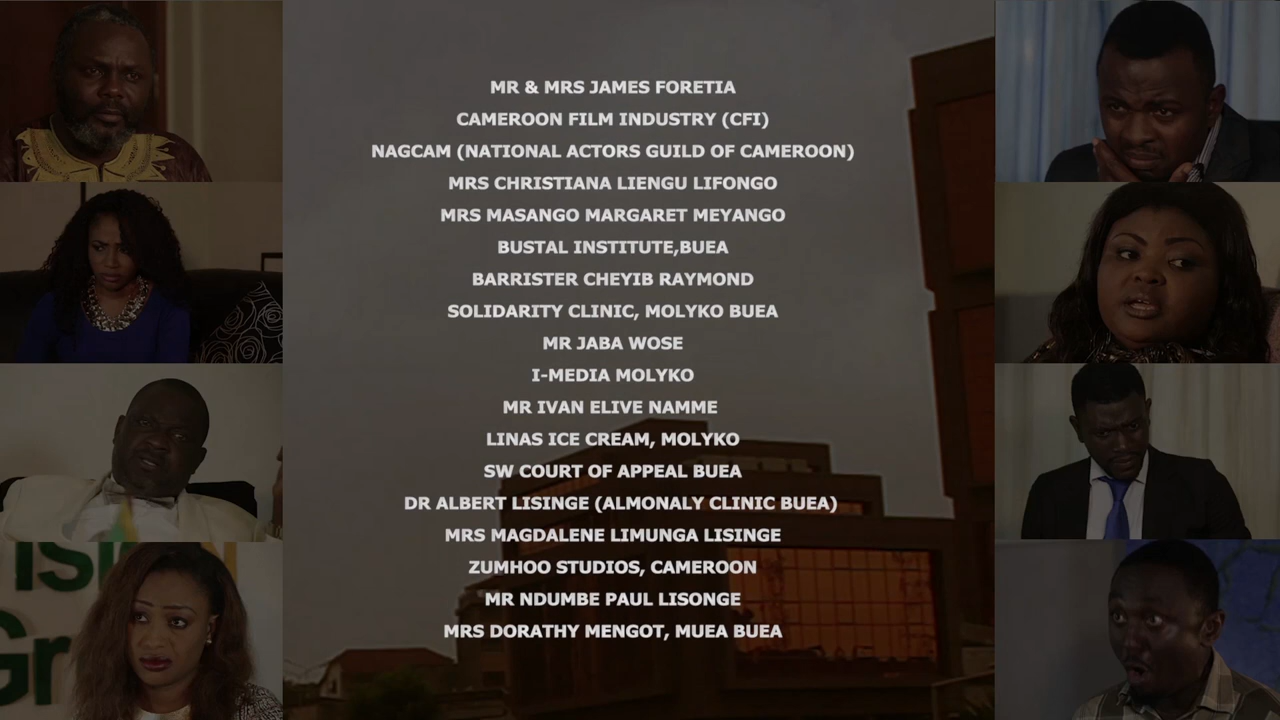 MR & MRS JAMES FORETIA
CAMEROON FILM INDUSTRY (CFI)
NAGCAM (NATIONAL ACTORS GUILD OF CAMEROON)
MRS CHRISTIANA LIENGU LIFONGO
MRS MASANGO MARGARET MEYANGO
BUSTAL INSTITUTE,BUEA
BARRISTER CHEYIB RAYMOND
SOLIDARITY CLINIC, MOLYKO BUEA
MR JABA WOSE
I-MEDIA MOLYKO
MR IVAN ELIVE NAMME
LINAS ICE CREAM, MOLYKO
SW COURT OF APPEAL BUEA
DR ALBERT LISINGE (ALMONALY CLINIC BUEA)
MRS MAGDALENE LIMUNGA LISINGE
ZUMHOO STUDIOS, CAMEROON
MR NDUMBE PAUL LISONGE
MRS DORATHY MENGOT, MUEA BUEA